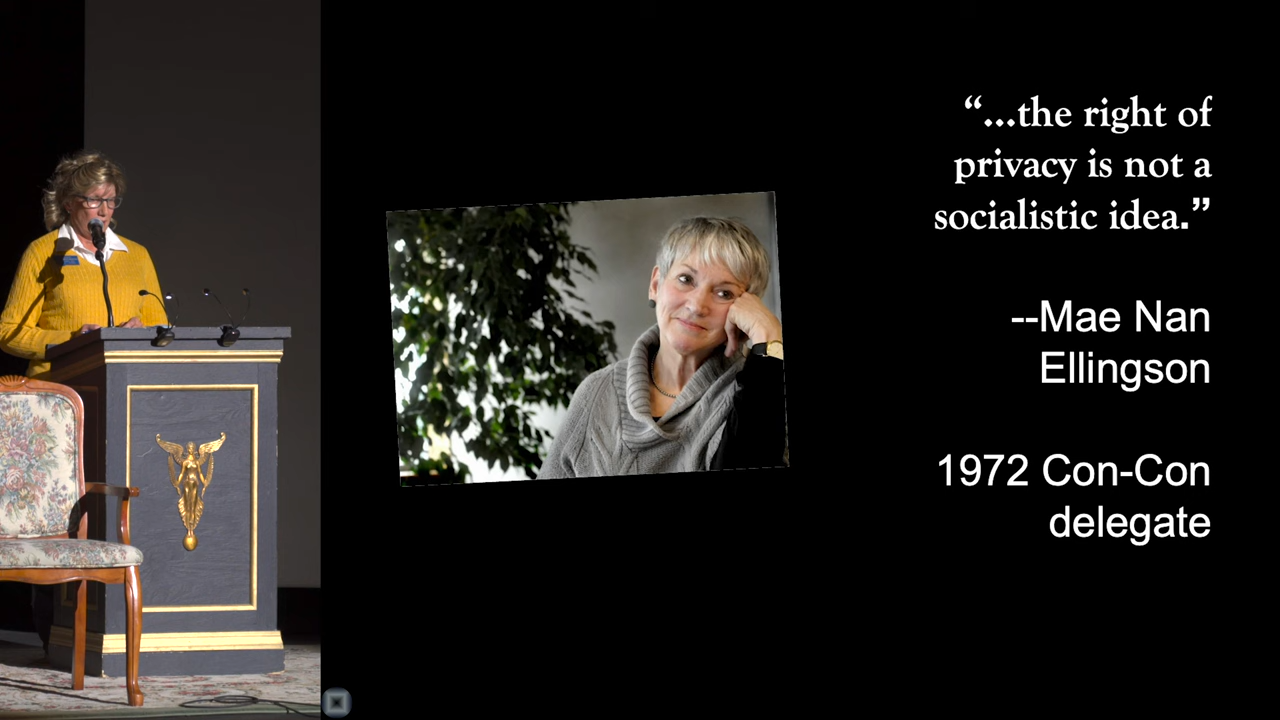 “...the right of
privacy is not a
socialistic idea.”
--Mae Nan
Ellingson
1972 Con-Con
delegate